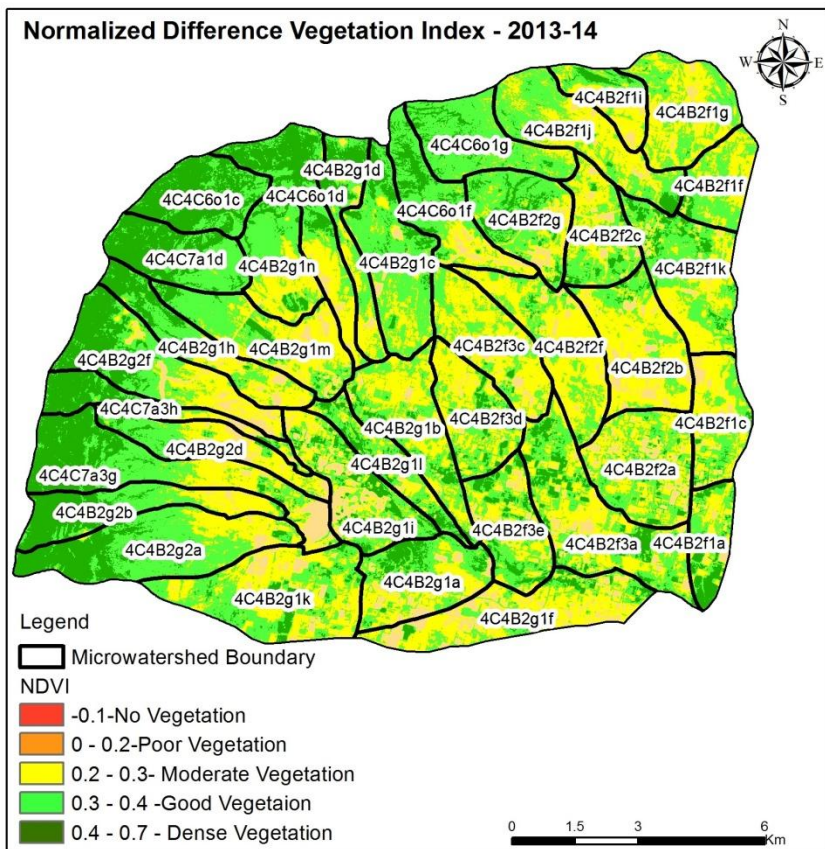 Normalized Difference Vegetation Index - 2013-14
N
W E
S
4C4B2f1i
4C4B2f1g
4C4B2f1j
4C4C6o1g
4C4B2g1d
4C4B2f1f
4C4C6o1d
4C4C6o1c
4C4C6o1f
4C4B2f2g
4C4B2f2c
4C4C7a1d
4C4B2g1n
4C4B2g1c
4C4B2f1k
4C4B2g1h
4C4B2f3c
4C4B2f2f
4C4B2g2f
4C4B2g1m
4C4B2f2b
4C4C7a3h
4C4B2g1b
4C4B2f3d
4C4B2f1c
4C4B2g2d
4C4B2g1l
4C4B2f2a
4C4C7a3g
4C4B2g2b
4C4B2g1i
4C4B2f3e
4C4B2f3a
4C4B2f1a
4C4B2g2a
4C4B2g1a
4C4B2g1k
4C4B2g1f
Legend
Microwatershed Boundary
NDVI
-0.1-No Vegetation
0 - 0.2-Poor Vegetation
0.2 - 0.3- Moderate Vegetation
0.3 - 0.4 -Good Vegetaion
0.4 - 0.7 - Dense Vegetation
0 1.5 3 6
Km